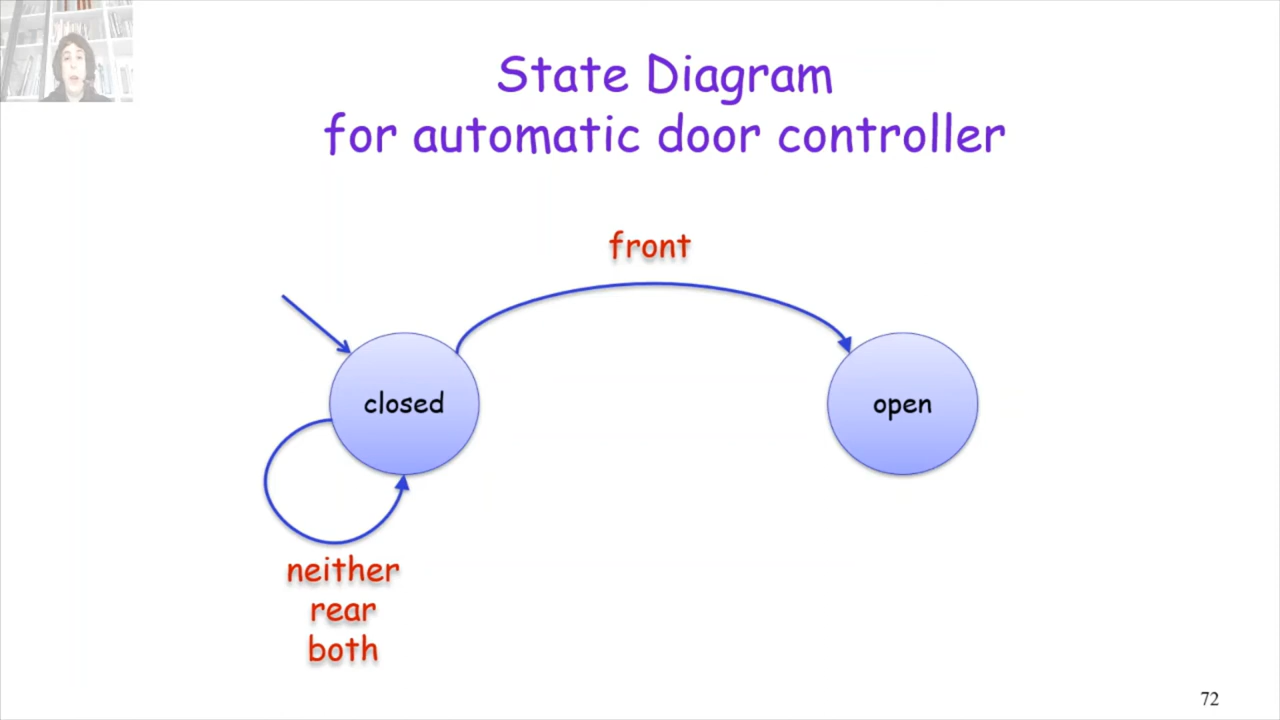 State Diagram
for automatic door controller
front
closed
open
neither
rear
both
72